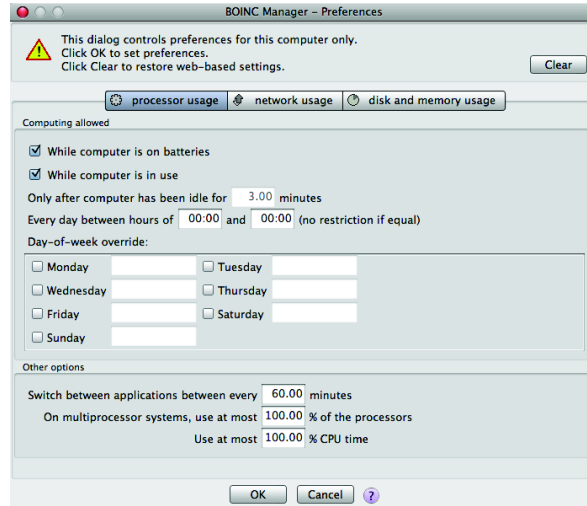 BOINC Manager – Preferences
This dialog controls preferences for this computer only.
Click OK to set preferences.
Click Clear to restore web-based settings.
Clear
processor usage network usage disk and memory usage
Computing allowed
While computer is on batteries
While computer is in use
Only after computer has been idle for 3.00 minutes
Every day between hours of 00:00 and 00:00 (no restriction if equal)
Day-of-week override:
Monday Tuesday
Wednesday Thursday
Friday Saturday
Sunday
Other options
Switch between applications between every 60.00 minutes
On multiprocessor systems, use at most 100.00 % of the processors
Use at most 100.00 % CPU time
OK Cancel ?